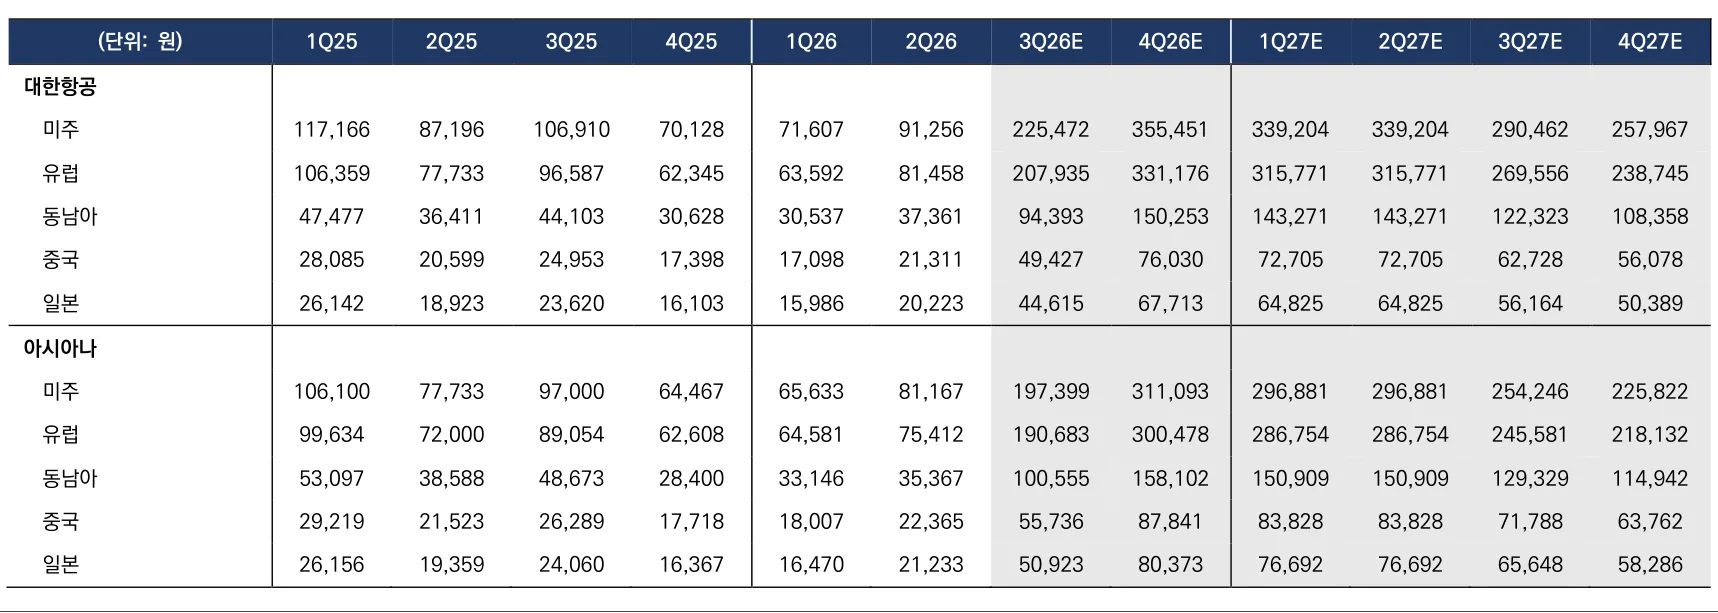 (단위: 원) 1Q25 2Q25 3Q25 4Q25 1Q26 2Q26 3Q26E 4Q26E 1Q27E 2Q27E 3Q27E 4Q27E
대한항공
미주 117,166 87,196 106,910 70,128 71,607 91,256 225,472 355,451 339,204 339,204 290,462 257,967
유럽 106,359 77,733 96,587 62,345 63,592 81,458 207,935 331,176 315,771 315,771 269,556 238,745
동남아 47,477 36,411 44,103 30,628 30,537 37,361 94,393 150,253 143,271 143,271 122,323 108,358
중국 28,085 20,599 24,953 17,398 17,098 21,311 49,427 76,030 72,705 72,705 62,728 56,078
일본 26,142 18,923 23,620 16,103 15,986 20,223 44,615 67,713 64,825 64,825 56,164 50,389
아시아나
미주 106,100 77,733 97,000 64,467 65,633 81,167 197,399 311,093 296,881 296,881 254,246 225,822
유럽 99,634 72,000 89,054 62,608 64,581 75,412 190,683 300,478 286,754 286,754 245,581 218,132
동남아 53,097 38,588 48,673 28,400 33,146 35,367 100,555 158,102 150,909 150,909 129,329 114,942
중국 29,219 21,523 26,289 17,718 18,007 22,365 55,736 87,841 83,828 83,828 71,788 63,762
일본 26,156 19,359 24,060 16,367 16,470 21,233 50,923 80,373 76,692 76,692 65,648 58,286